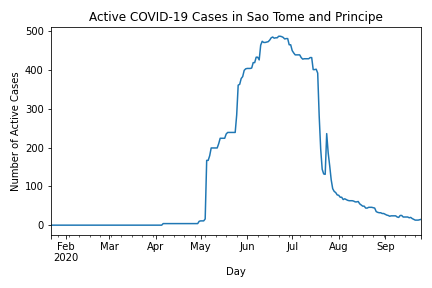 Active COVID-19 Cases in Sao Tome and Principe
500
400
300
200
100
0
Number of Active Cases
Feb Mar Apr May Jun Jul Aug Sep
2020
Day